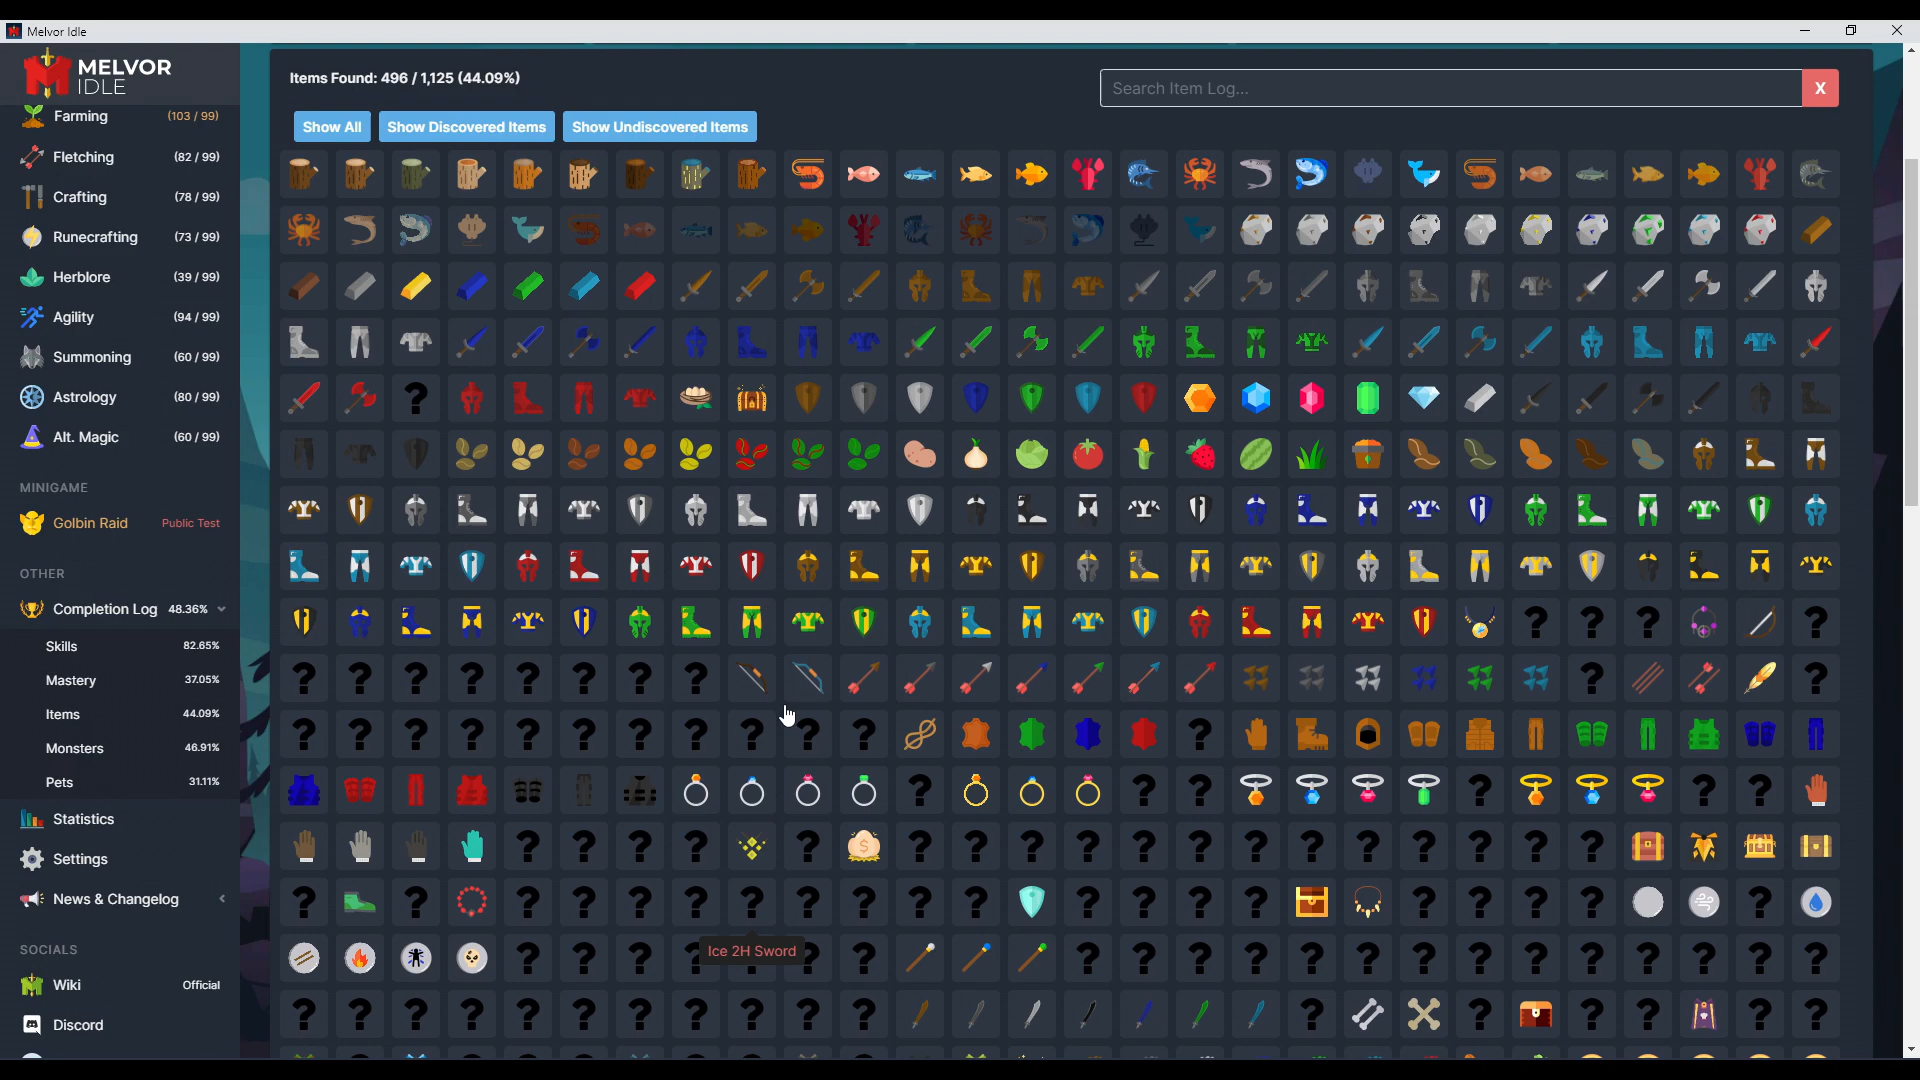 Melvor Idle
MELVOR
IDLE
Farming (103 / 99)
Fletching (82 / 99)
Crafting (78 / 99)
Runecrafting (73 / 99)
Herblore (39 / 99)
Agility (94 / 99)
Summoning (60 / 99)
Astrology (80 / 99)
Alt. Magic (60 / 99)
MINIGAME
Golbin Raid Public Test
OTHER
Completion Log 48.36%
Skills 82.65%
Mastery 37.05%
Items 44.09%
Monsters 46.91%
Pets 31.11%
Statistics
Settings
News & Changelog
SOCIALS
Wiki Official
Discord
Items Found: 496 / 1,125 (44.09%)
Search Item Log... X
Show All Show Discovered Items Show Undiscovered Items
Ice 2H Sword